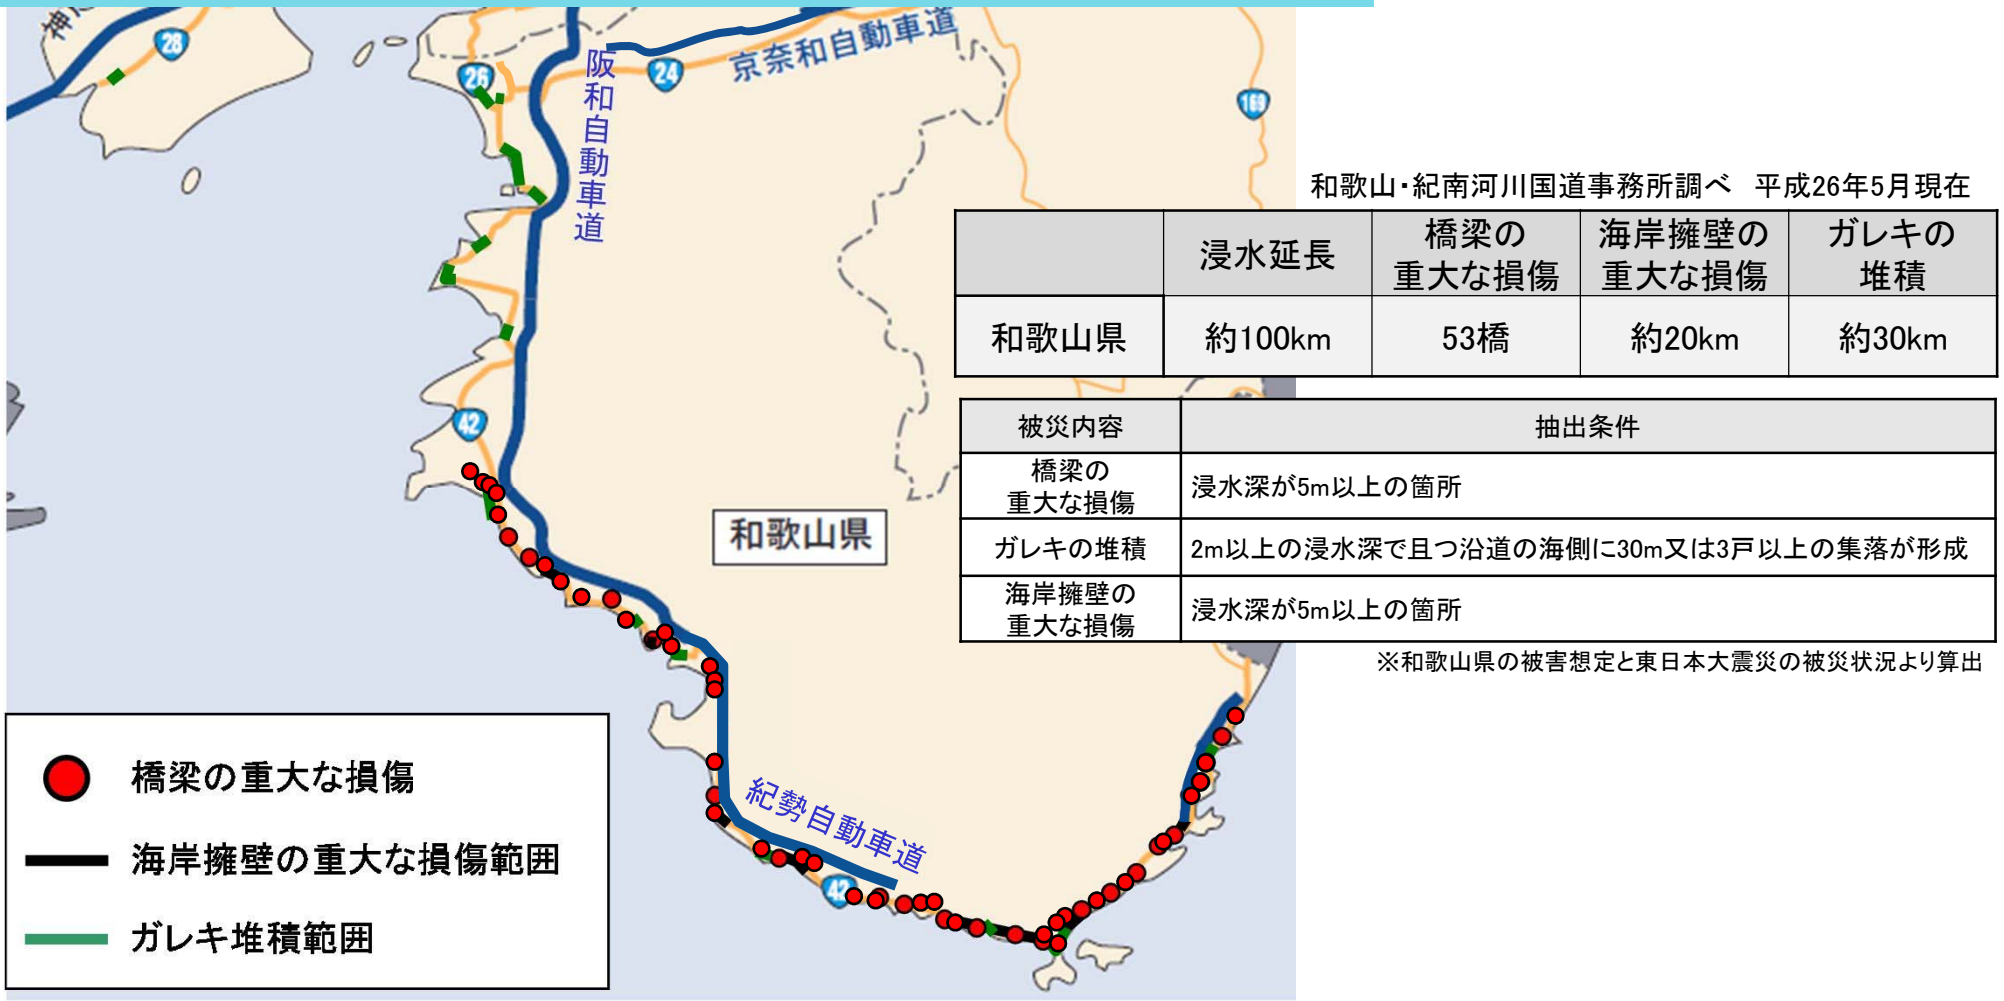 28
26
阪和自動車道
24
京奈和自動車道
169
和歌山・紀南河川国道事務所調べ　平成26年5月現在
浸水延長
橋梁の
重大な損傷
海岸擁壁の
重大な損傷
ガレキの
堆積
和歌山県
約100km
53橋
約20km
約30km
被災内容
抽出条件
橋梁の
重大な損傷
浸水深が5m以上の箇所
ガレキの堆積
2m以上の浸水深で且つ沿道の海側に30m又は3戸以上の集落が形成
海岸擁壁の
重大な損傷
浸水深が5m以上の箇所
※和歌山県の被害想定と東日本大震災の被災状況より算出
42
和歌山県
紀勢自動車道
42
橋梁の重大な損傷
海岸擁壁の重大な損傷範囲
ガレキ堆積範囲